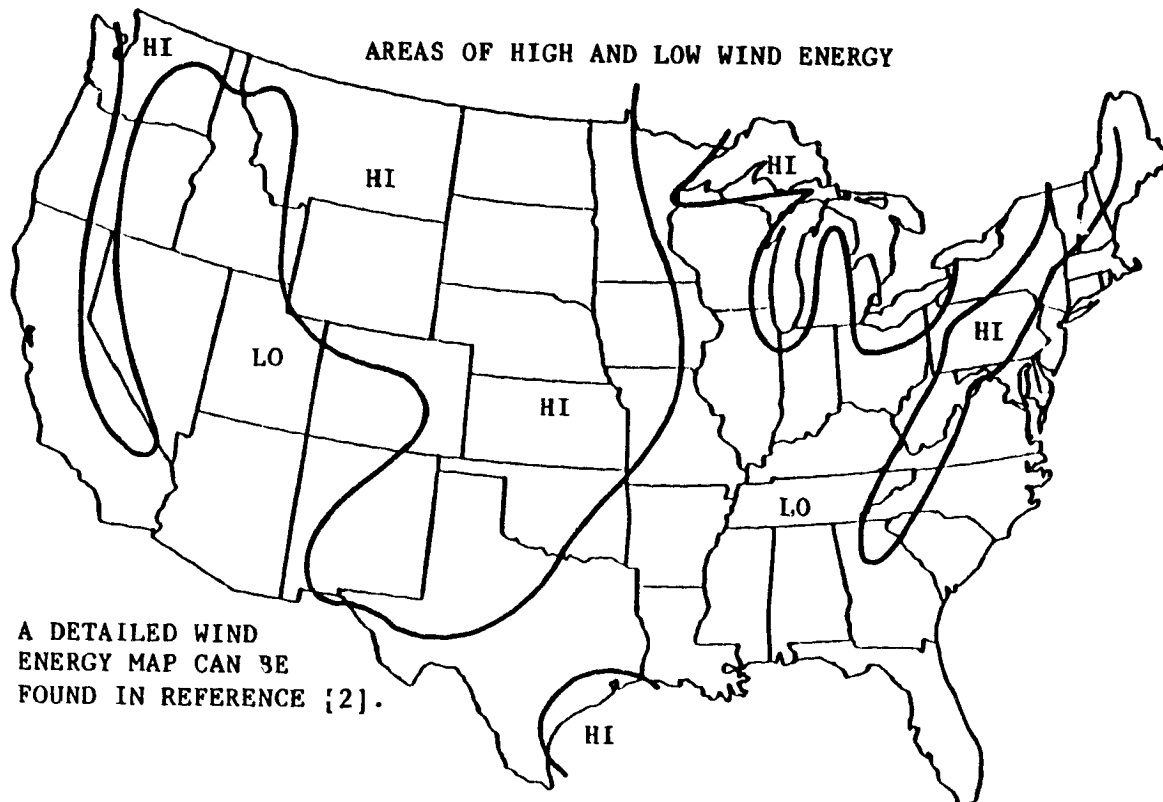 AREAS OF HIGH AND LOW WIND ENERGY
HI
HI
HI
LO
HI
HI
LO
HI
A DETAILED WIND
ENERGY MAP CAN BE
FOUND IN REFERENCE [2].